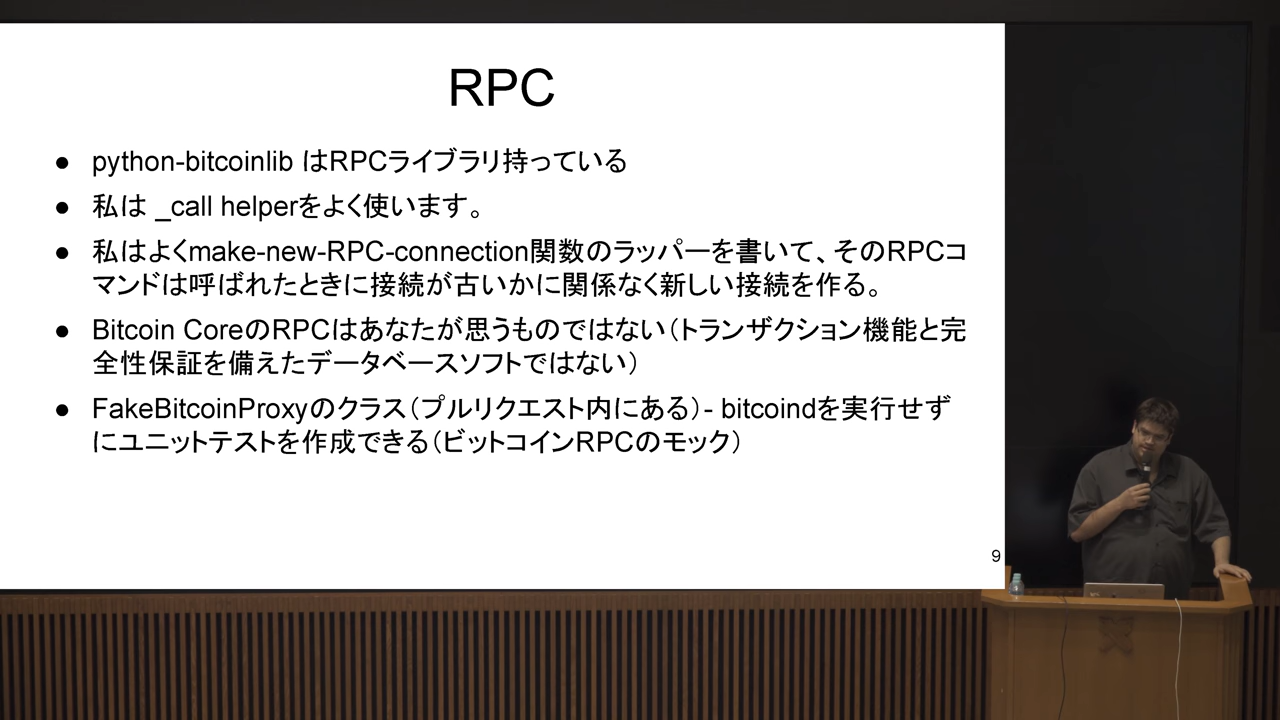 RPC
● python-bitcoinlib はRPCライブラリ持っている
● 私は _call helperをよく使います。
● 私はよくmake-new-RPC-connection関数のラッパーを書いて、そのRPCコ
マンドは呼ばれたときに接続が古いかに関係なく新しい接続を作る。
● Bitcoin CoreのRPCはあなたが思うものではない（トランザクション機能と完
全性保証を備えたデータベースソフトではない）
● FakeBitcoinProxyのクラス（プルリクエスト内にある）- bitcoindを実行せず
にユニットテストを作成できる（ビットコインRPCのモック）
9